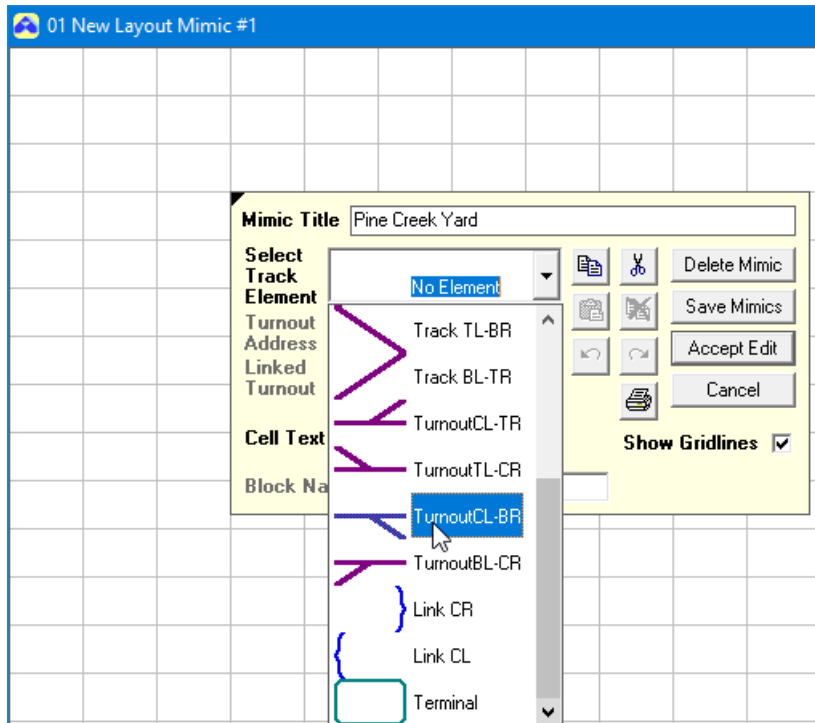 01 New Layout Mimic #1
Mimic Title Pine Creek Yard
Select Track Element
No Element
Delete Mimic
Save Mimics
Accept Edit
Cancel
Turnout Address
Linked Turnout
Cell Text
Show Gridlines
Block Na
Track TL-BR
Track BL-TR
TurnoutCL-TR
TurnoutTL-CR
TurnoutCL-BR
TurnoutBL-CR
Link CR
Link CL
Terminal